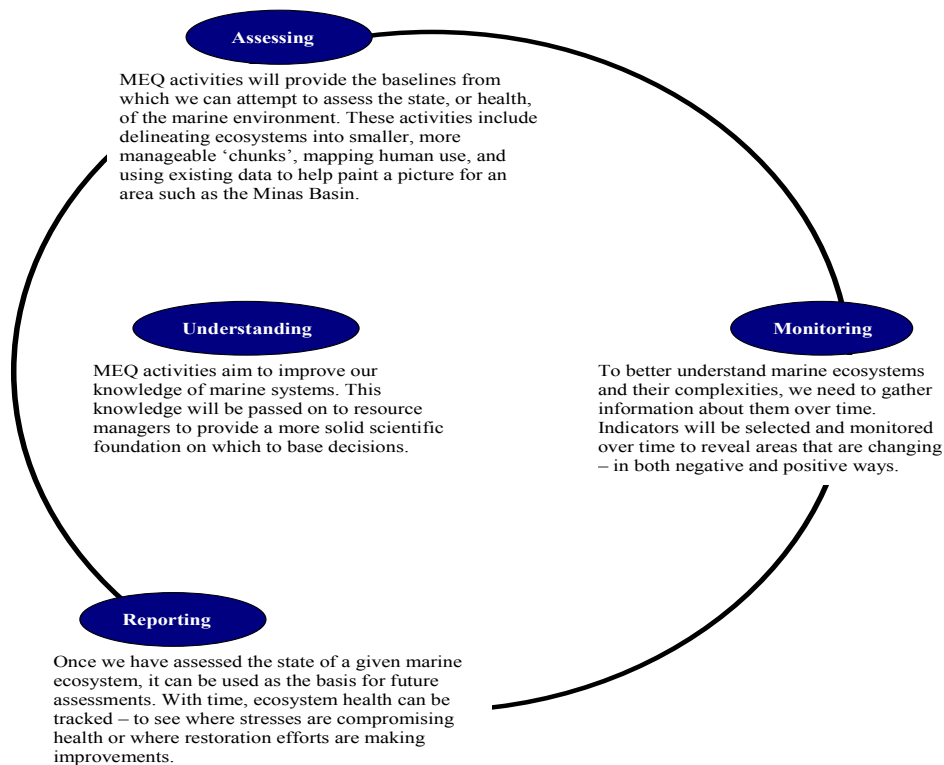 Assessing
MEQ activities will provide the baselines from
which we can attempt to assess the state, or health,
of the marine environment. These activities include
delineating ecosystems into smaller, more
manageable ‘chunks’, mapping human use, and
using existing data to help paint a picture for an
area such as the Minas Basin.
Understanding
MEQ activities aim to improve our
knowledge of marine systems. This
knowledge will be passed on to resource
managers to provide a more solid scientific
foundation on which to base decisions.
Monitoring
To better understand marine ecosystems
and their complexities, we need to gather
information about them over time.
Indicators will be selected and monitored
over time to reveal areas that are changing
– in both negative and positive ways.
Reporting
Once we have assessed the state of a given marine
ecosystem, it can be used as the basis for future
assessments. With time, ecosystem health can be
tracked – to see where stresses are compromising
health or where restoration efforts are making
improvements.